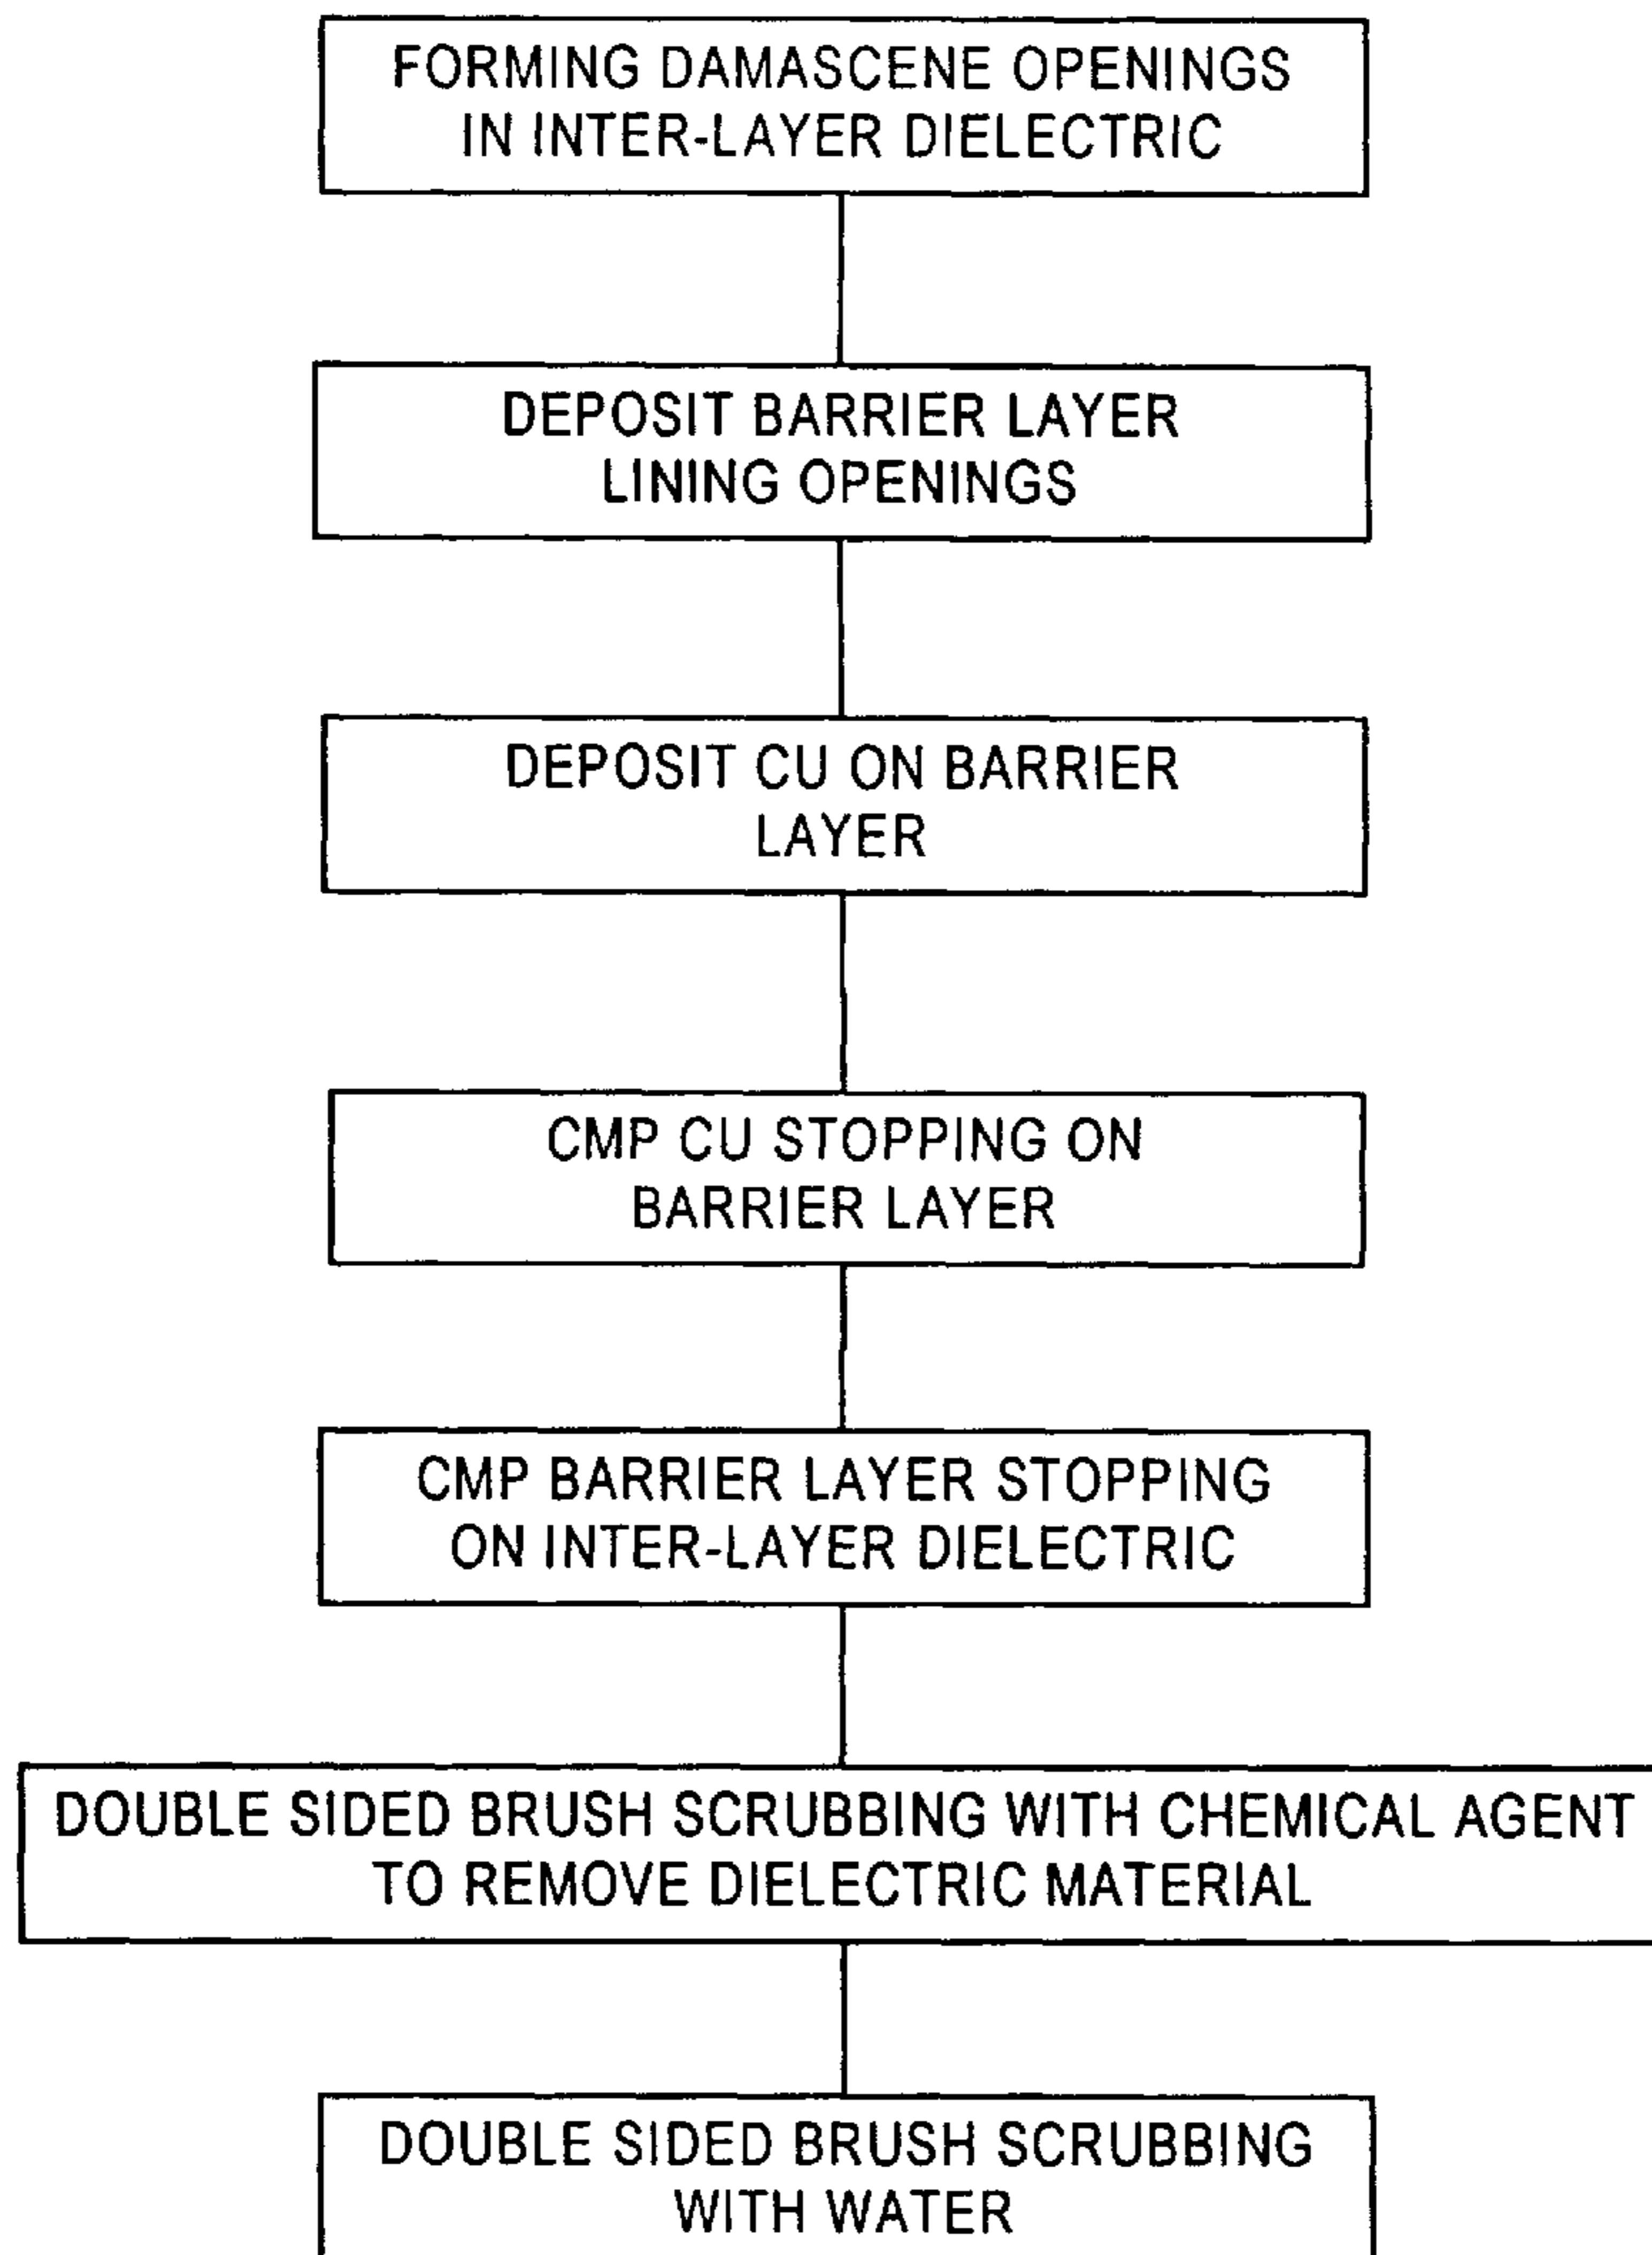 FORMING DAMASCENE OPENINGS
IN INTER-LAYER DIELECTRIC
DEPOSIT BARRIER LAYER
LINING OPENINGS
DEPOSIT CU ON BARRIER
LAYER
CMP CU STOPPING ON
BARRIER LAYER
CMP BARRIER LAYER STOPPING
ON INTER-LAYER DIELECTRIC
DOUBLE SIDED BRUSH SCRUBBING WITH CHEMICAL AGENT
TO REMOVE DIELECTRIC MATERIAL
DOUBLE SIDED BRUSH SCRUBBING
WITH WATER